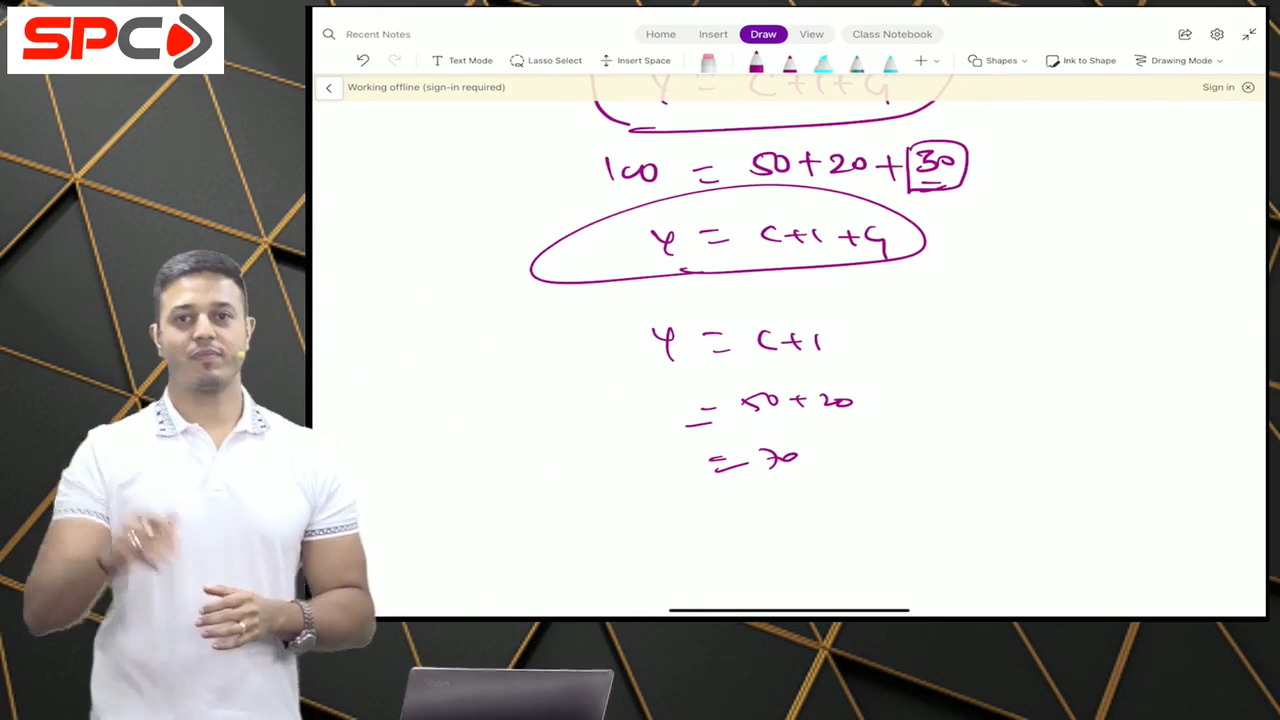 SPC
Recent Notes
Home Insert Draw View Class Notebook
Text Mode Lasso Select Insert Space Shapes Ink to Shape Drawing Mode
Working offline (sign-in required) Sign in
Y = C+I+G
100 = 50+20+30
Y = C+I+G
Y = C+I
= 50+20
= 70